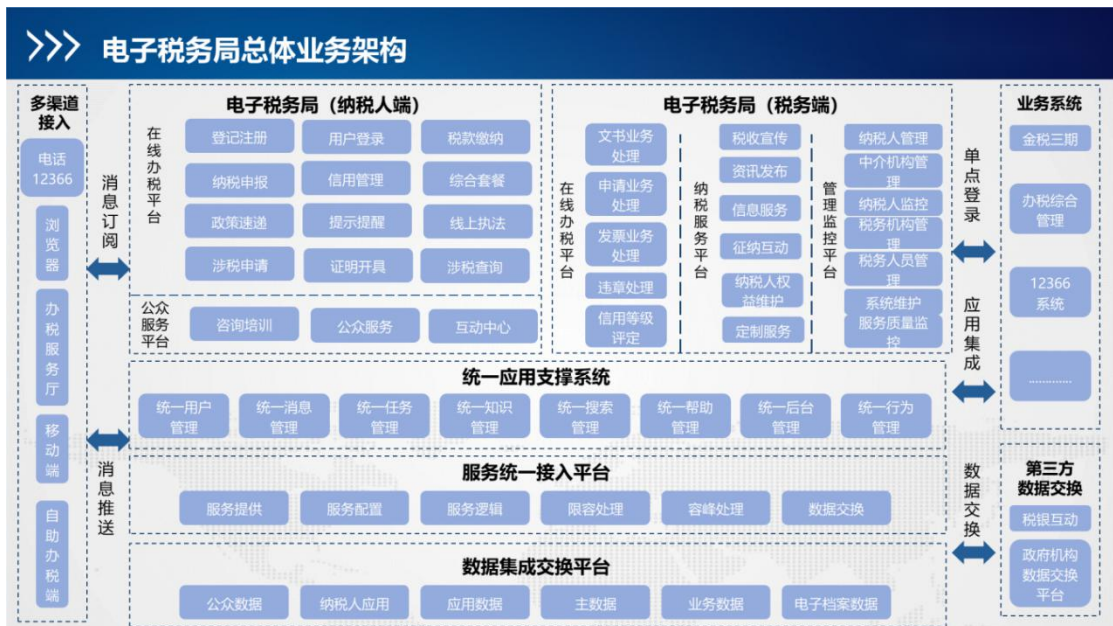 >>> 电子税务局总体业务架构
多渠道
接入
电话
12366
浏览器
办税服务厅
移动端
自助办税端
消息订阅
消息推送
电子税务局（纳税人端）
在线办税平台
登记注册
用户登录
税款缴纳
纳税申报
信用管理
综合套餐
政策速递
提示提醒
线上执法
涉税申请
证明开具
涉税查询
公众
服务
平台
咨询培训
公众服务
互动中心
电子税务局（税务端）
在线办税平台
文书业务
处理
申请业务
处理
发票业务
处理
违章处理
信用等级
评定
纳税服务平台
税收宣传
资讯发布
信息服务
征纳互动
纳税人权
益维护
定制服务
管理监控平台
纳税人管理
中介机构管
理
纳税人监控
税务机构管
理
税务人员管
理
系统维护
服务质量监
控
单点登录
应用集成
数据交换
业务系统
金税三期
办税综合
管理
12366
系统
.............
统一应用支撑系统
统一用户
管理
统一消息
管理
统一任务
管理
统一知识
管理
统一搜索
管理
统一帮助
管理
统一后台
管理
统一行为
管理
服务统一接入平台
服务提供
服务配置
服务逻辑
限容处理
容峰处理
数据交换
数据集成交换平台
公众数据
纳税人应用
应用数据
主数据
业务数据
电子档案数据
第三方
数据交换
税银互动
政府机构
数据交换
平台